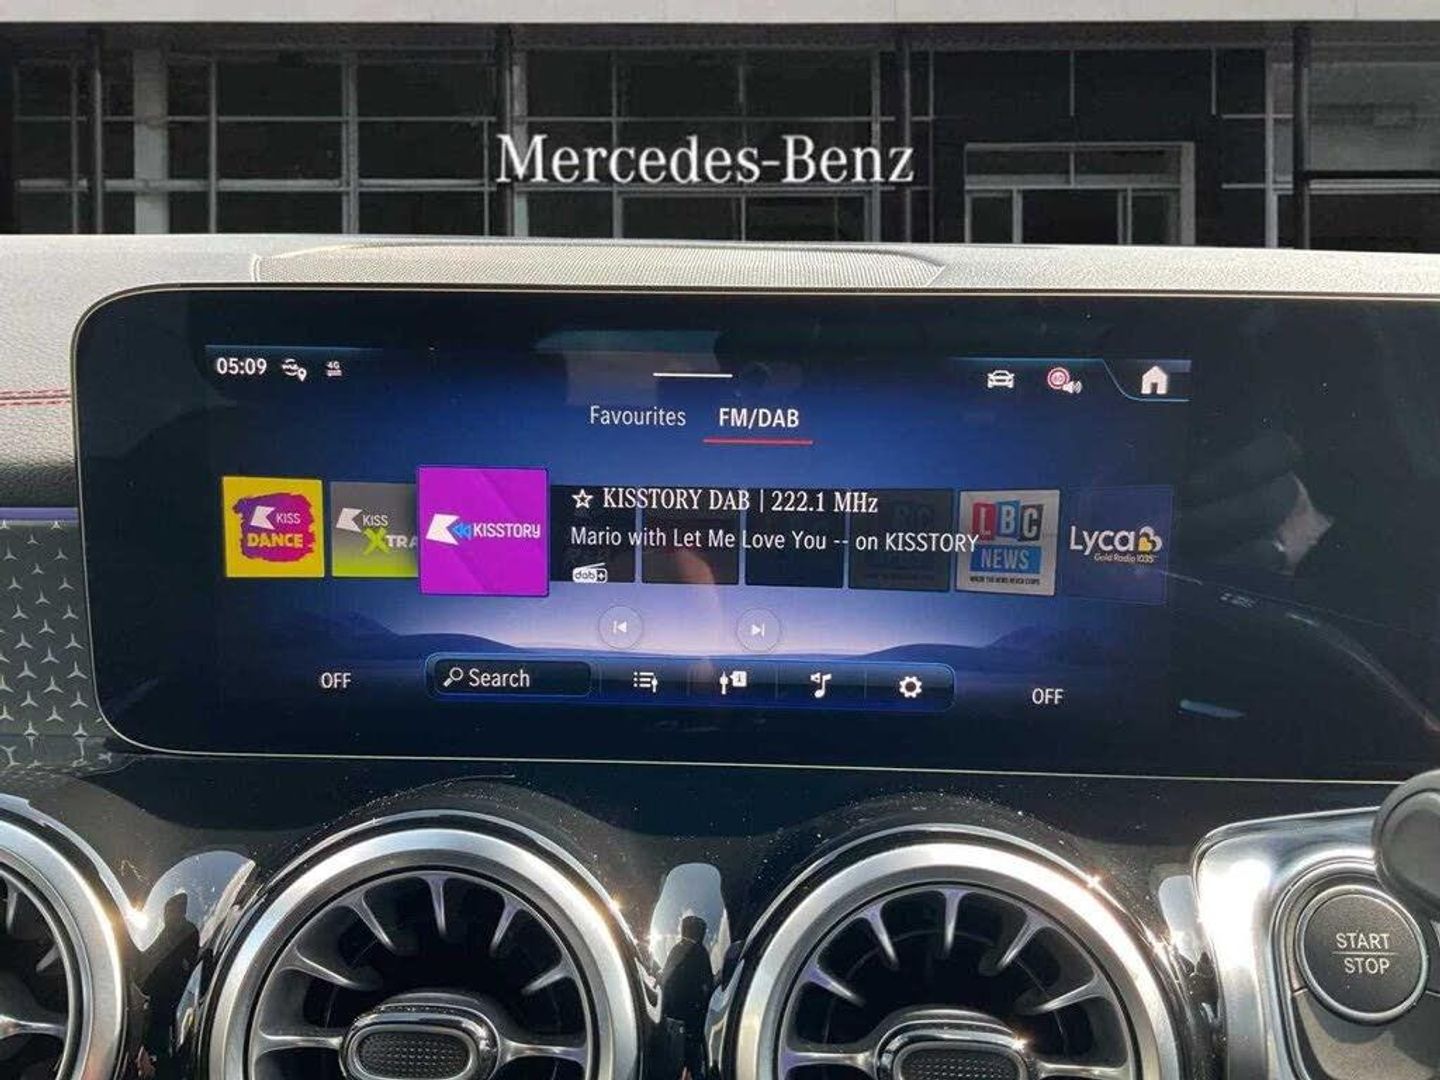 Mercedes-Benz
05:09
4G
Favourites
FM/DAB
KISS
DANCE
KISS
XTRA
KISSTORY
KISSTORY DAB | 222.1 MHz
Mario with Let Me Love You -- on KISSTORY
dab+
LBC
NEWS
Lyca
Gold Radio 1035
OFF
Search
OFF
START
STOP